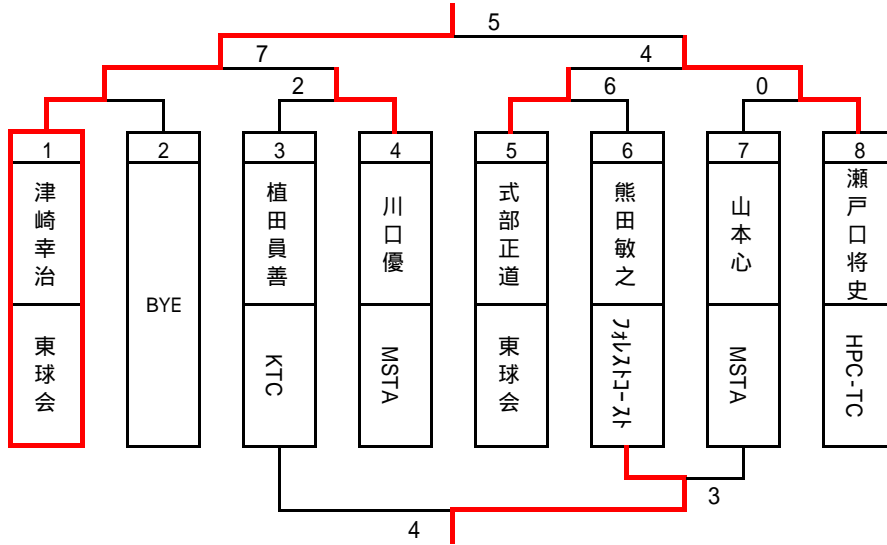 5
7
4
2
6
0
1
2
3
4
5
6
7
8
津崎幸治
BYE
植田員善
川口優
式部正道
熊田敏之
山本心
瀬戸口将史
東球会
KTC
MSTA
東球会
フォレストコースト
MSTA
HPC-TC
3
4